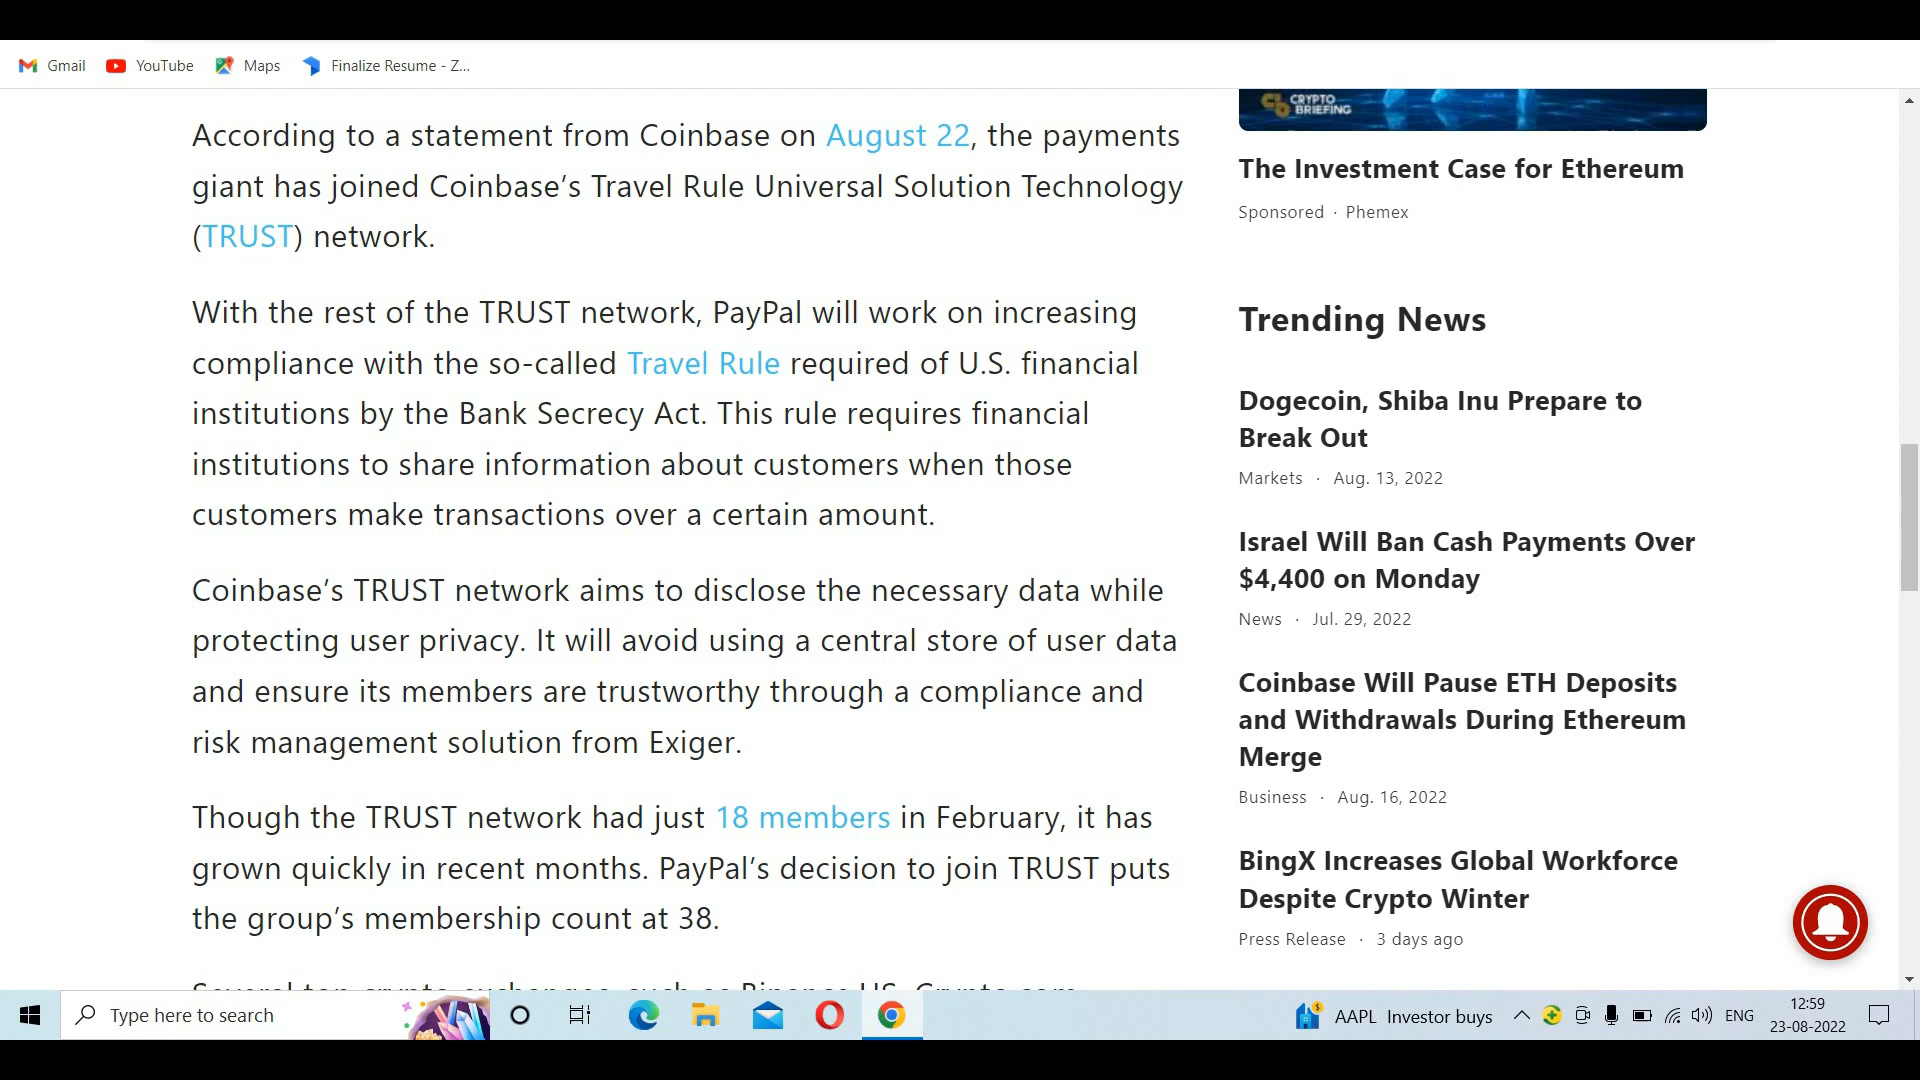 Gmail YouTube Maps Finalize Resume - Z...
According to a statement from Coinbase on August 22, the payments
giant has joined Coinbase’s Travel Rule Universal Solution Technology
(TRUST) network.
With the rest of the TRUST network, PayPal will work on increasing
compliance with the so-called Travel Rule required of U.S. financial
institutions by the Bank Secrecy Act. This rule requires financial
institutions to share information about customers when those
customers make transactions over a certain amount.
Coinbase’s TRUST network aims to disclose the necessary data while
protecting user privacy. It will avoid using a central store of user data
and ensure its members are trustworthy through a compliance and
risk management solution from Exiger.
Though the TRUST network had just 18 members in February, it has
grown quickly in recent months. PayPal’s decision to join TRUST puts
the group’s membership count at 38.
Several top crypto exchanges, such as Binance US, Crypto.com,
CRYPTO
BRIEFING
The Investment Case for Ethereum
Sponsored · Phemex
Trending News
Dogecoin, Shiba Inu Prepare to
Break Out
Markets · Aug. 13, 2022
Israel Will Ban Cash Payments Over
$4,400 on Monday
News · Jul. 29, 2022
Coinbase Will Pause ETH Deposits
and Withdrawals During Ethereum
Merge
Business · Aug. 16, 2022
BingX Increases Global Workforce
Despite Crypto Winter
Press Release · 3 days ago
Type here to search
AAPL Investor buys
ENG
12:59
23-08-2022